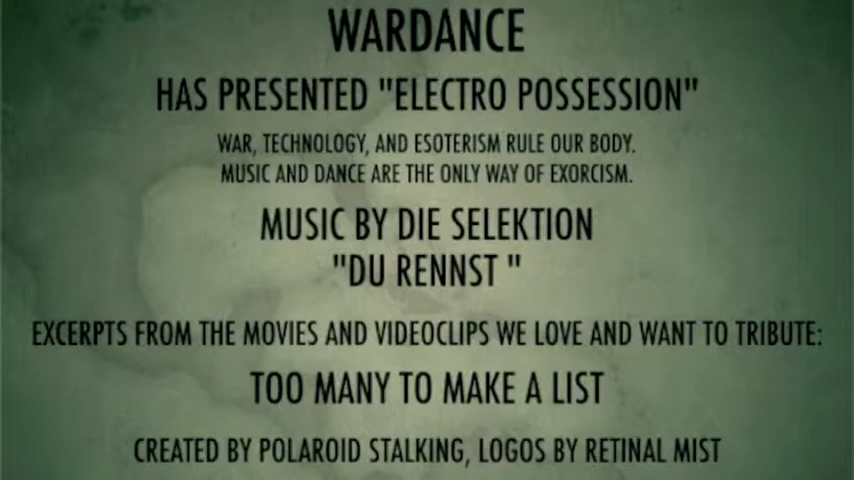 WARDANCE
HAS PRESENTED "ELECTRO POSSESSION"
WAR, TECHNOLOGY, AND ESOTERISM RULE OUR BODY.
MUSIC AND DANCE ARE THE ONLY WAY OF EXORCISM.
MUSIC BY DIE SELEKTION
"DU RENNST "
EXCERPTS FROM THE MOVIES AND VIDEOCLIPS WE LOVE AND WANT TO TRIBUTE:
TOO MANY TO MAKE A LIST
CREATED BY POLAROID STALKING, LOGOS BY RETINAL MIST